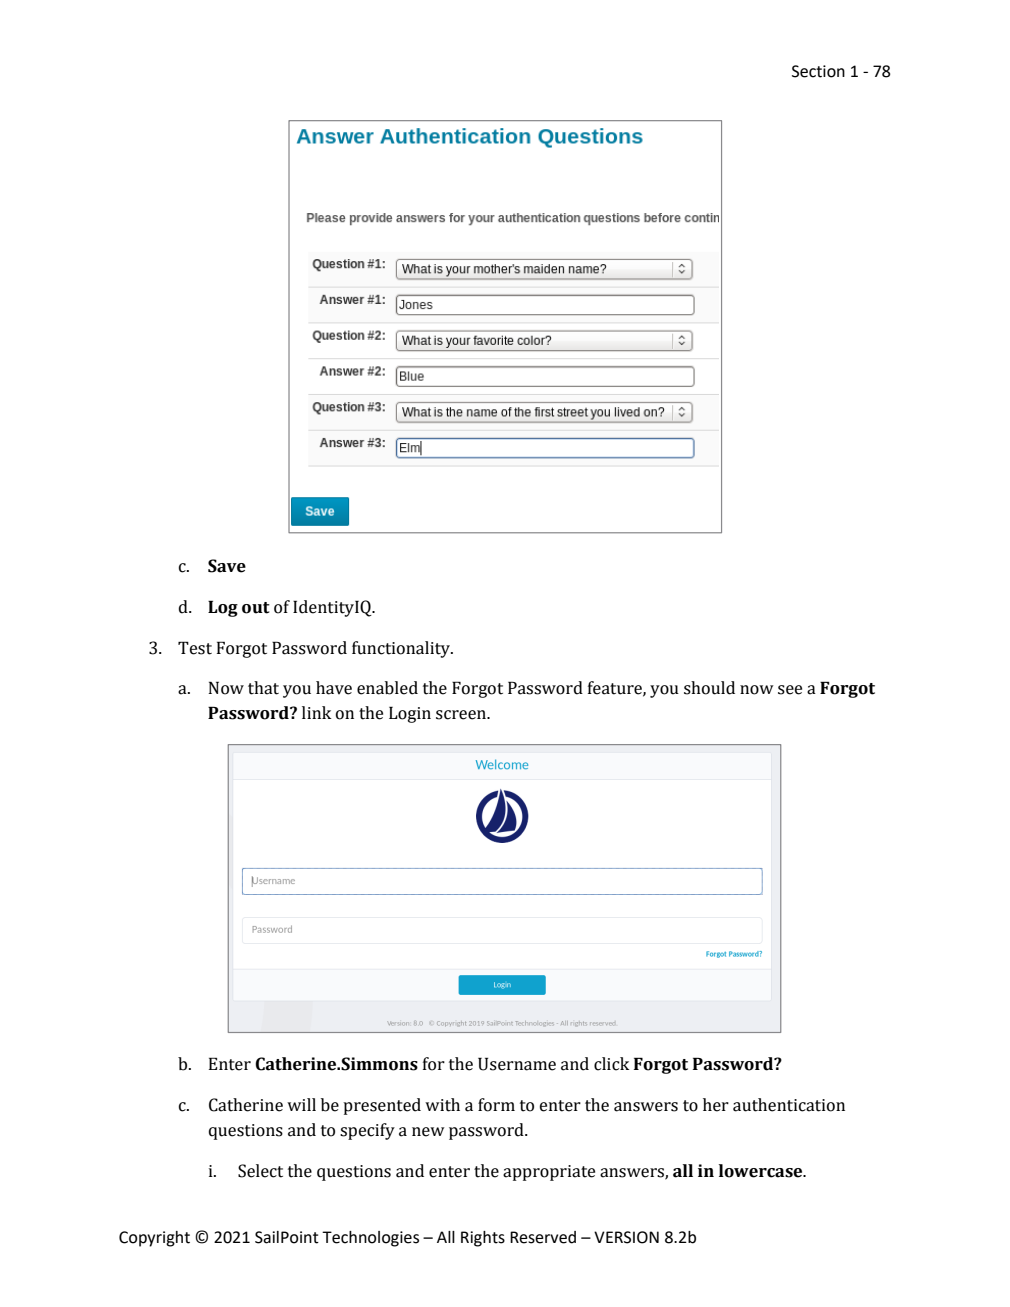 Section 1 - 78
Answer Authentication Questions
Please provide answers for your authentication questions before contin
Question #1: What is your mother's maiden name?
Answer #1: Jones
Question #2: What is your favorite color?
Answer #2: Blue
Question #3: What is the name of the first street you lived on?
Answer #3: Elm
Save
c. Save
d. Log out of IdentityIQ.
3. Test Forgot Password functionality.
a. Now that you have enabled the Forgot Password feature, you should now see a Forgot
Password? link on the Login screen.
Welcome
Username
Password
Forgot Password?
Login
Version: 8.0 © Copyright 2019 SailPoint Technologies - All rights reserved.
b. Enter Catherine.Simmons for the Username and click Forgot Password?
c. Catherine will be presented with a form to enter the answers to her authentication
questions and to specify a new password.
i. Select the questions and enter the appropriate answers, all in lowercase.
Copyright © 2021 SailPoint Technologies – All Rights Reserved – VERSION 8.2b